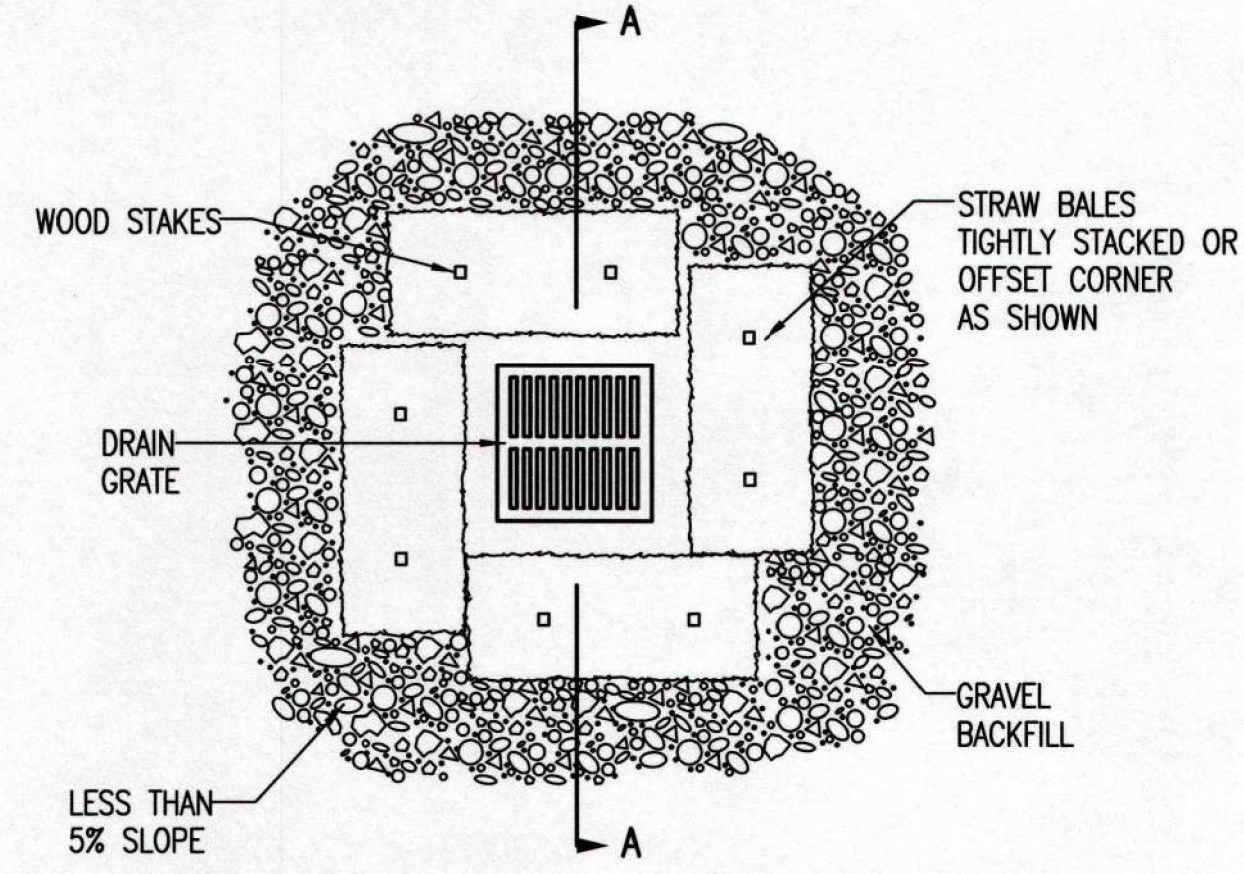 A
WOOD STAKES
STRAW BALES
TIGHTLY STACKED OR
OFFSET CORNER
AS SHOWN
DRAIN
GRATE
GRAVEL
BACKFILL
LESS THAN
5% SLOPE
A